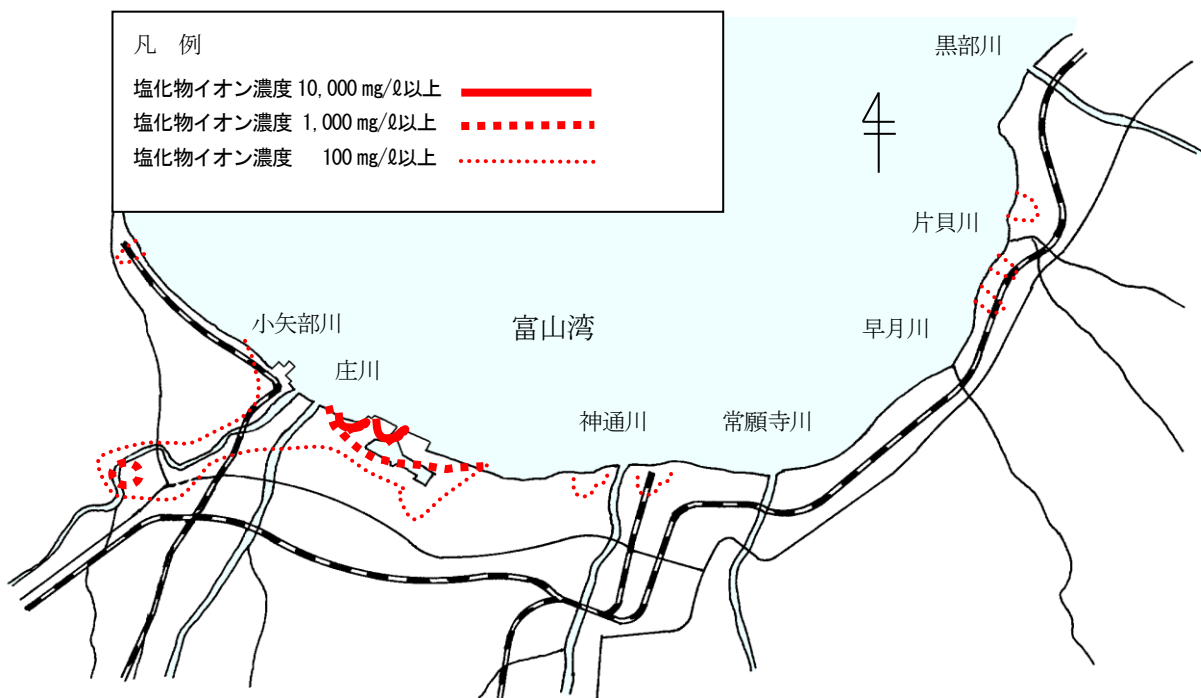 凡 例
塩化物イオン濃度 10,000 mg/ℓ以上
塩化物イオン濃度 1,000 mg/ℓ以上
塩化物イオン濃度 100 mg/ℓ以上
黒部川
片貝川
小矢部川
富山湾
早月川
庄川
神通川
常願寺川